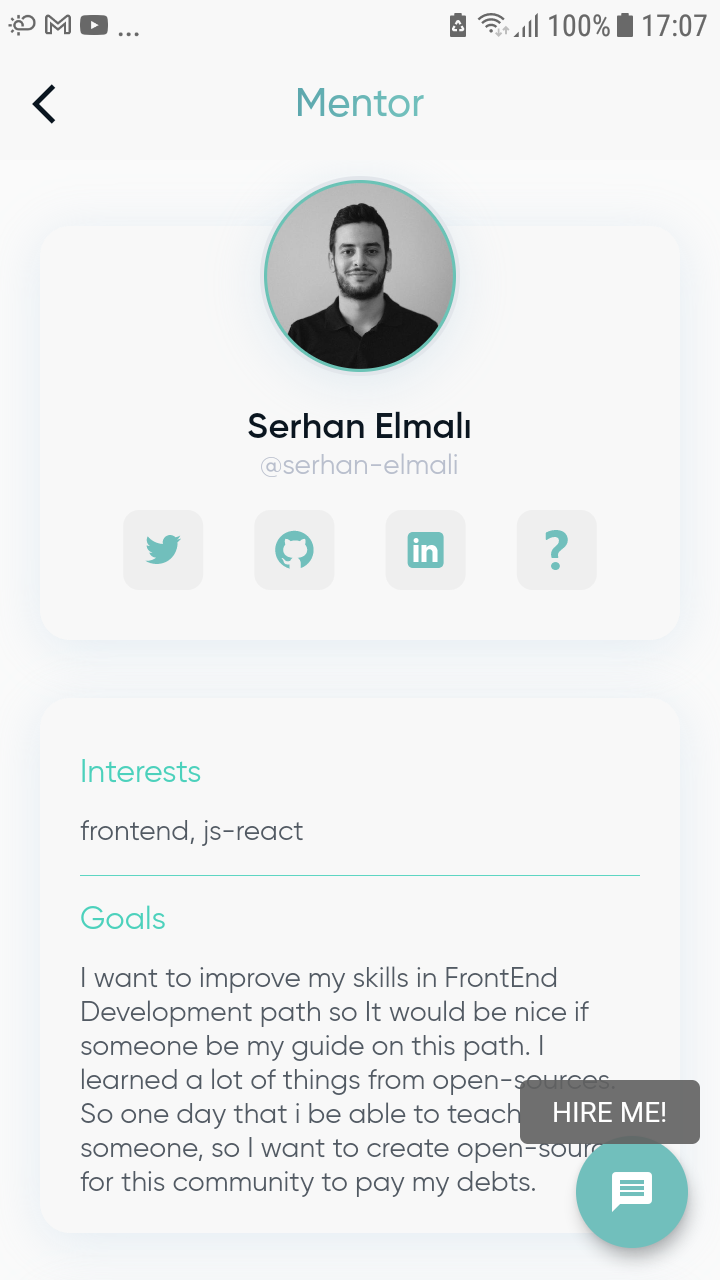 ... 100% 17:07
Mentor
Serhan Elmalı
@serhan-elmali
in
?
Interests
frontend, js-react
Goals
I want to improve my skills in FrontEnd
Development path so It would be nice if
someone be my guide on this path. I
learned a lot of things from open-sources.
So one day that i be able to teach
HIRE ME!
someone, so I want to create open-sour
for this community to pay my debts.